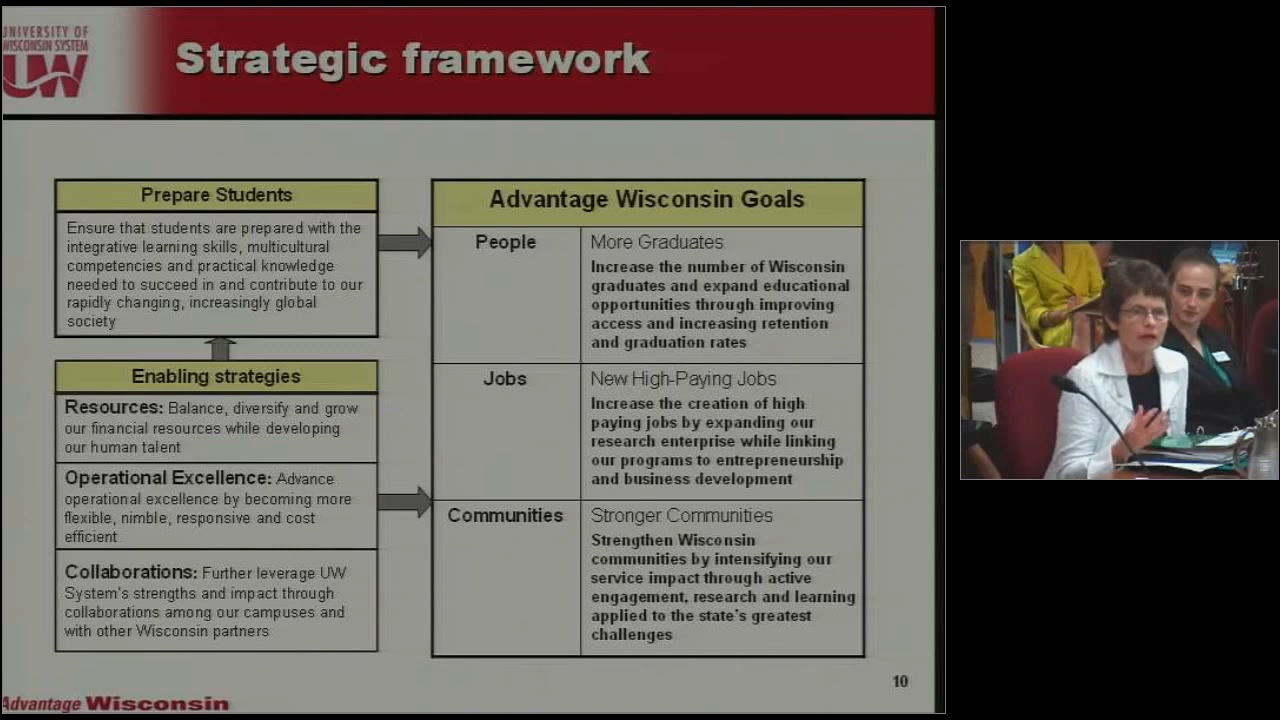 UNIVERSITY OF
WISCONSIN SYSTEM
UW
Strategic framework
Prepare Students
Ensure that students are prepared with the
integrative learning skills, multicultural
competencies and practical knowledge
needed to succeed in and contribute to our
rapidly changing, increasingly global
society
Enabling strategies
Resources: Balance, diversify and grow
our financial resources while developing
our human talent
Operational Excellence: Advance
operational excellence by becoming more
flexible, nimble, responsive and cost
efficient
Collaborations: Further leverage UW
System's strengths and impact through
collaborations among our campuses and
with other Wisconsin partners
Advantage Wisconsin Goals
People
More Graduates
Increase the number of Wisconsin
graduates and expand educational
opportunities through improving
access and increasing retention
and graduation rates
Jobs
New High-Paying Jobs
Increase the creation of high
paying jobs by expanding our
research enterprise while linking
our programs to entrepreneurship
and business development
Communities
Stronger Communities
Strengthen Wisconsin
communities by intensifying our
service impact through active
engagement, research and learning
applied to the state's greatest
challenges
10
Advantage Wisconsin